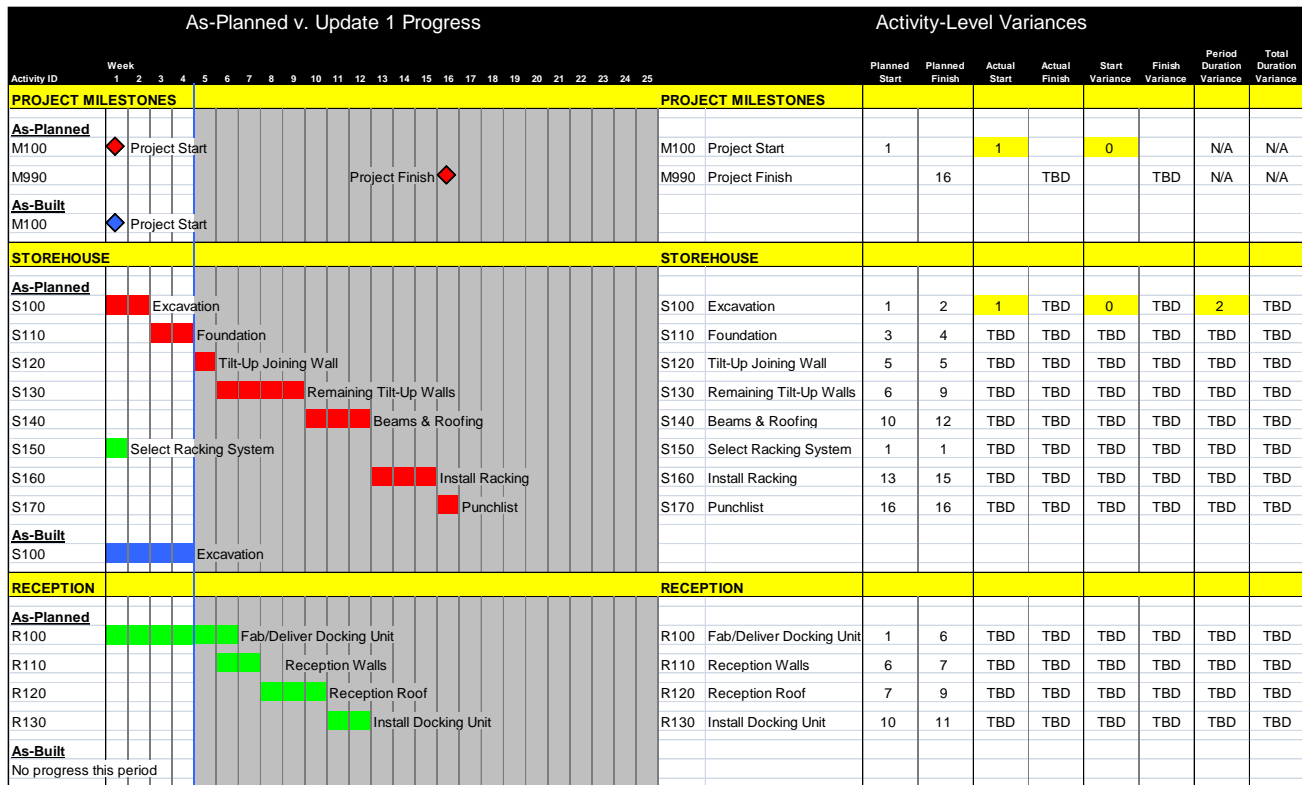 As-Planned v. Update 1 Progress Activity-Level Variances
Week
Activity ID 1 2 3 4 5 6 7 8 9 10 11 12 13 14 15 16 17 18 19 20 21 22 23 24 25 Planned Start Planned Finish Actual Start Actual Finish Start Variance Finish Variance Period Duration Variance Total Duration Variance
PROJECT MILESTONES PROJECT MILESTONES
As-Planned
M100 Project Start M100 Project Start 1 1 0 N/A N/A
M990 Project Finish M990 Project Finish 16 TBD TBD N/A N/A
As-Built
M100 Project Start
STOREHOUSE STOREHOUSE
As-Planned
S100 Excavation S100 Excavation 1 2 1 TBD 0 TBD 2 TBD
S110 Foundation S110 Foundation 3 4 TBD TBD TBD TBD TBD TBD
S120 Tilt-Up Joining Wall S120 Tilt-Up Joining Wall 5 5 TBD TBD TBD TBD TBD TBD
S130 Remaining Tilt-Up Walls S130 Remaining Tilt-Up Walls 6 9 TBD TBD TBD TBD TBD TBD
S140 Beams & Roofing S140 Beams & Roofing 10 12 TBD TBD TBD TBD TBD TBD
S150 Select Racking System S150 Select Racking System 1 1 TBD TBD TBD TBD TBD TBD
S160 Install Racking S160 Install Racking 13 15 TBD TBD TBD TBD TBD TBD
S170 Punchlist S170 Punchlist 16 16 TBD TBD TBD TBD TBD TBD
As-Built
S100 Excavation
RECEPTION RECEPTION
As-Planned
R100 Fab/Deliver Docking Unit R100 Fab/Deliver Docking Unit 1 6 TBD TBD TBD TBD TBD TBD
R110 Reception Walls R110 Reception Walls 6 7 TBD TBD TBD TBD TBD TBD
R120 Reception Roof R120 Reception Roof 7 9 TBD TBD TBD TBD TBD TBD
R130 Install Docking Unit R130 Install Docking Unit 10 11 TBD TBD TBD TBD TBD TBD
As-Built
No progress this period